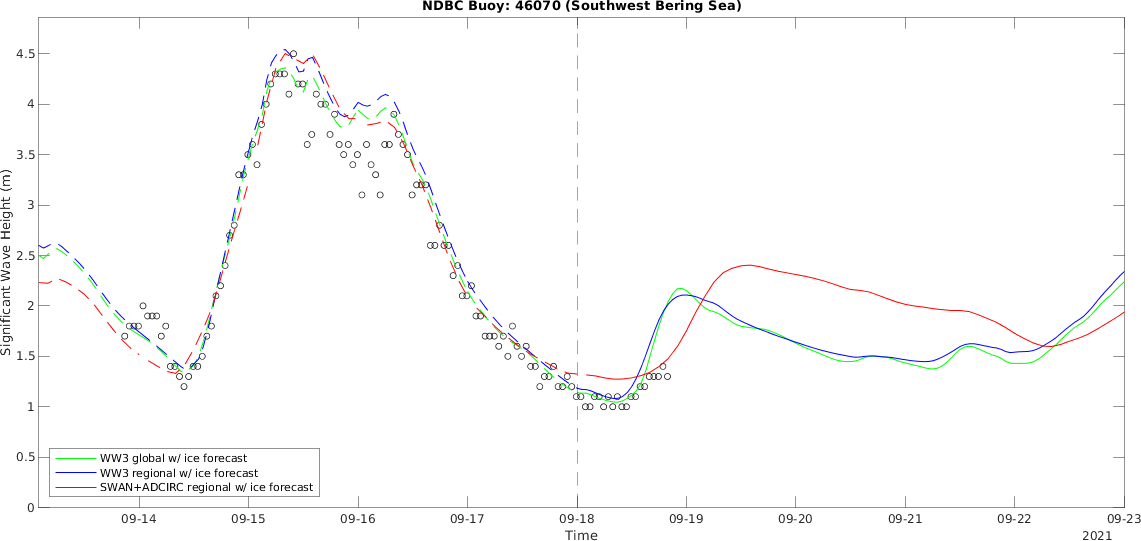 NDBC Buoy: 46070 (Southwest Bering Sea)
Significant Wave Height (m)
4.5
4
3.5
3
2.5
2
1.5
1
0.5
0
WW3 global w/ ice forecast
WW3 regional w/ ice forecast
SWAN+ADCIRC regional w/ ice forecast
09-14 09-15 09-16 09-17 09-18 09-19 09-20 09-21 09-22 09-23
Time
2021